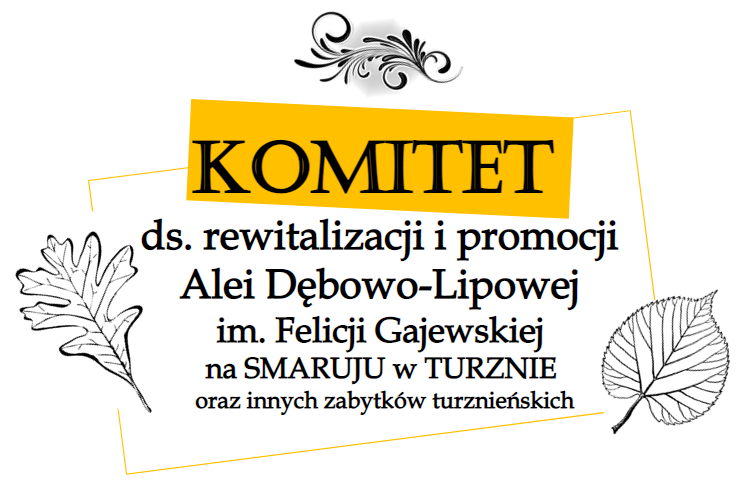 KOMITET
ds. rewitalizacji i promocji
Alei Dębowo-Lipowej
im. Felicji Gajewskiej
na SMARUJU w TURZNIE
oraz innych zabytków turznieńskich